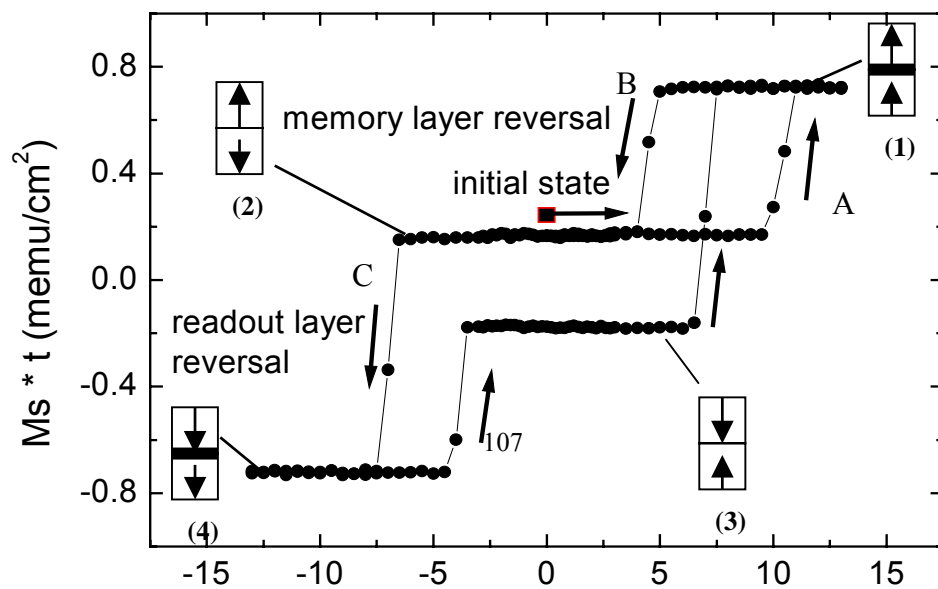 0.8
0.4
0.0
-0.4
-0.8
Ms * t (memu/cm²)
-15 -10 -5 0 5 10 15
B
(1)
memory layer reversal
(2)
initial state
A
C
readout layer
reversal
107
(4)
(3)